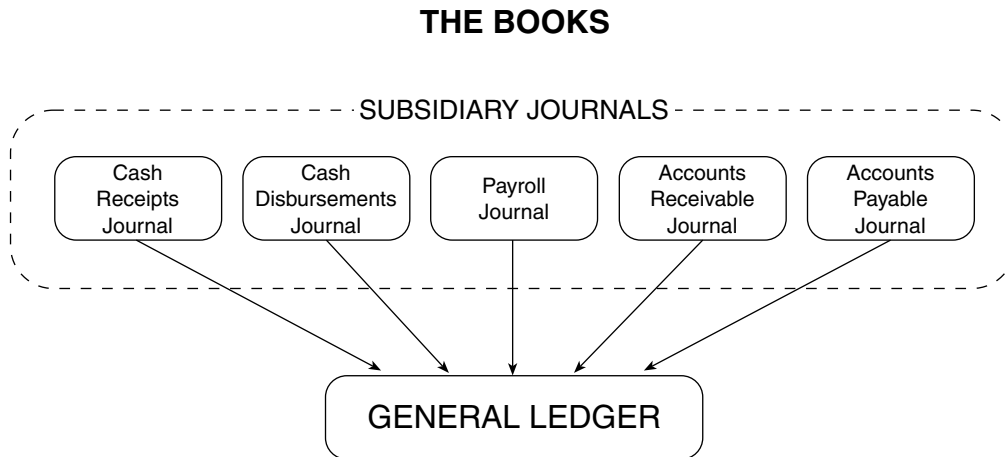 THE BOOKS
SUBSIDIARY JOURNALS
Cash
Receipts
Journal
Cash
Disbursements
Journal
Payroll
Journal
Accounts
Receivable
Journal
Accounts
Payable
Journal
GENERAL LEDGER